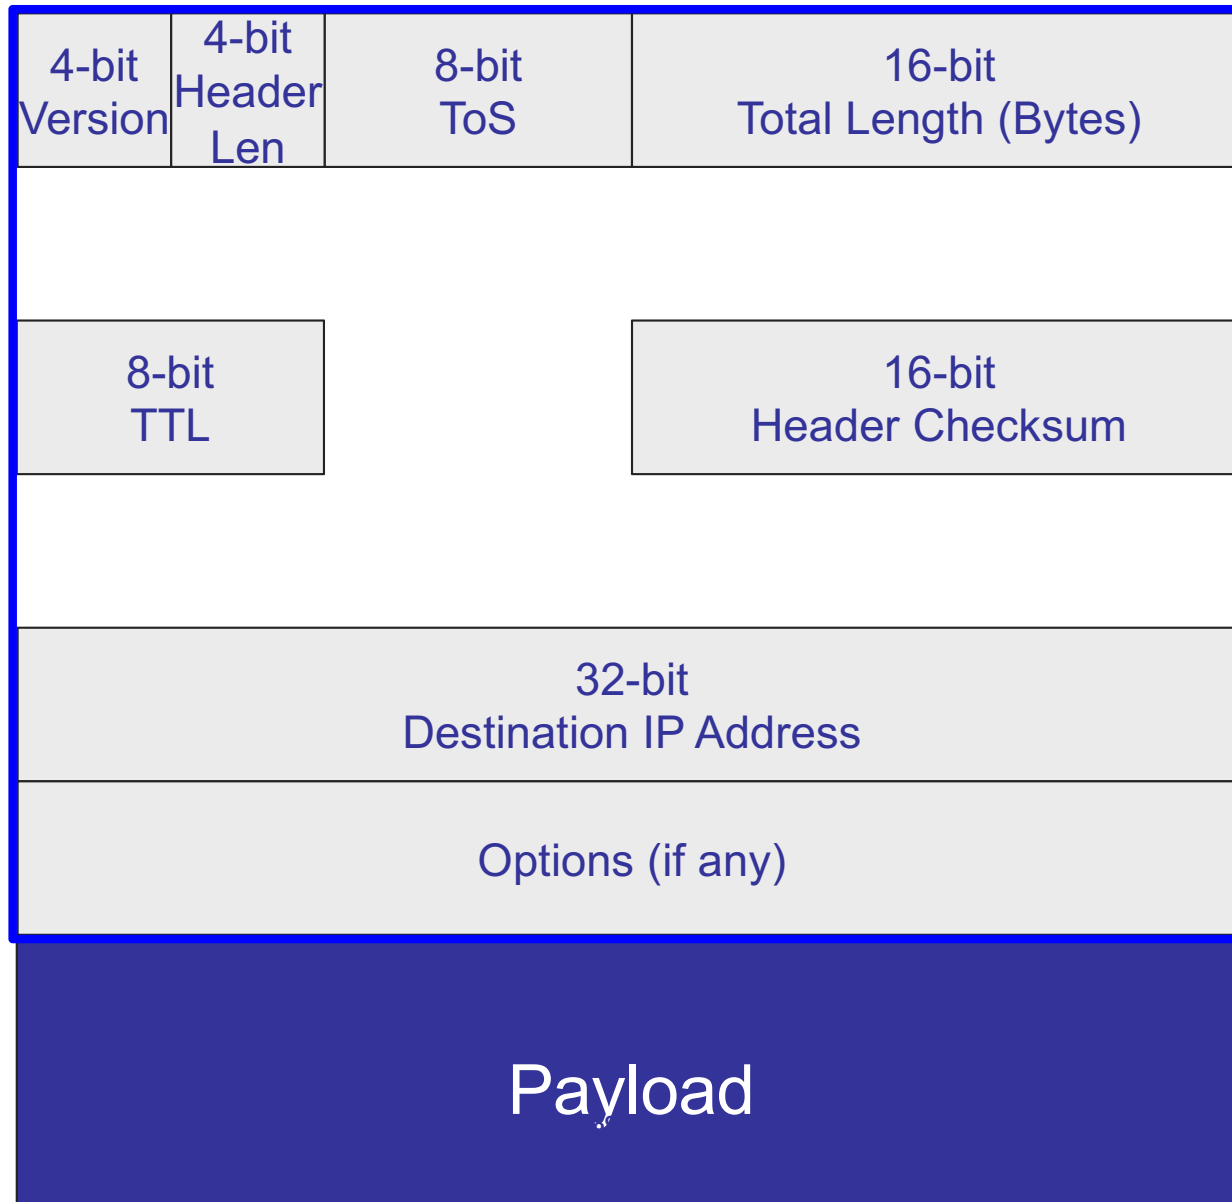 4-bit
Version
4-bit
Header
Len
8-bit
ToS
16-bit
Total Length (Bytes)
8-bit
TTL
16-bit
Header Checksum
32-bit
Destination IP Address
Options (if any)
Payload